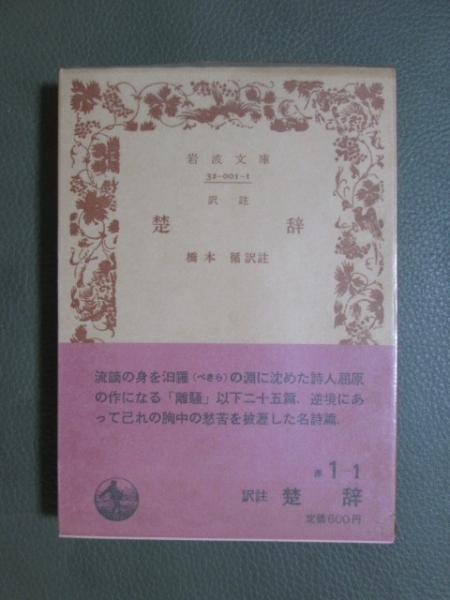 岩波文庫
32-001-1
訳註
楚辞
橋本循訳註
流謫の身を汨羅(べきら)の淵に沈めた詩人屈原
の作になる「離騒」以下二十五篇. 逆境にあ
って己れの胸中の愁苦を披瀝した名詩篇.
赤1-1
訳註 楚辞
定価600円